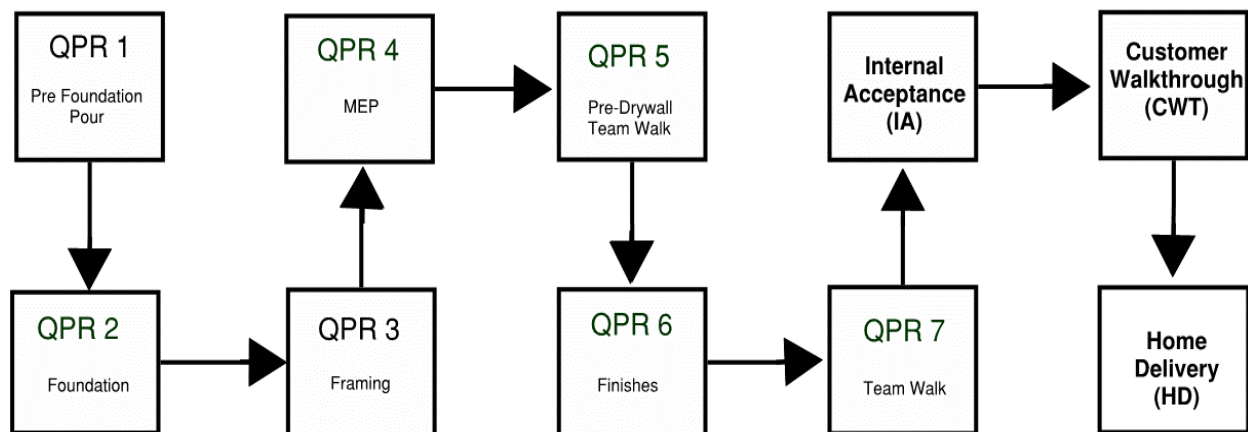 QPR 1
Pre Foundation
Pour
QPR 2
Foundation
QPR 3
Framing
QPR 4
MEP
QPR 5
Pre-Drywall
Team Walk
QPR 6
Finishes
QPR 7
Team Walk
Internal
Acceptance
(IA)
Customer
Walkthrough
(CWT)
Home
Delivery
(HD)